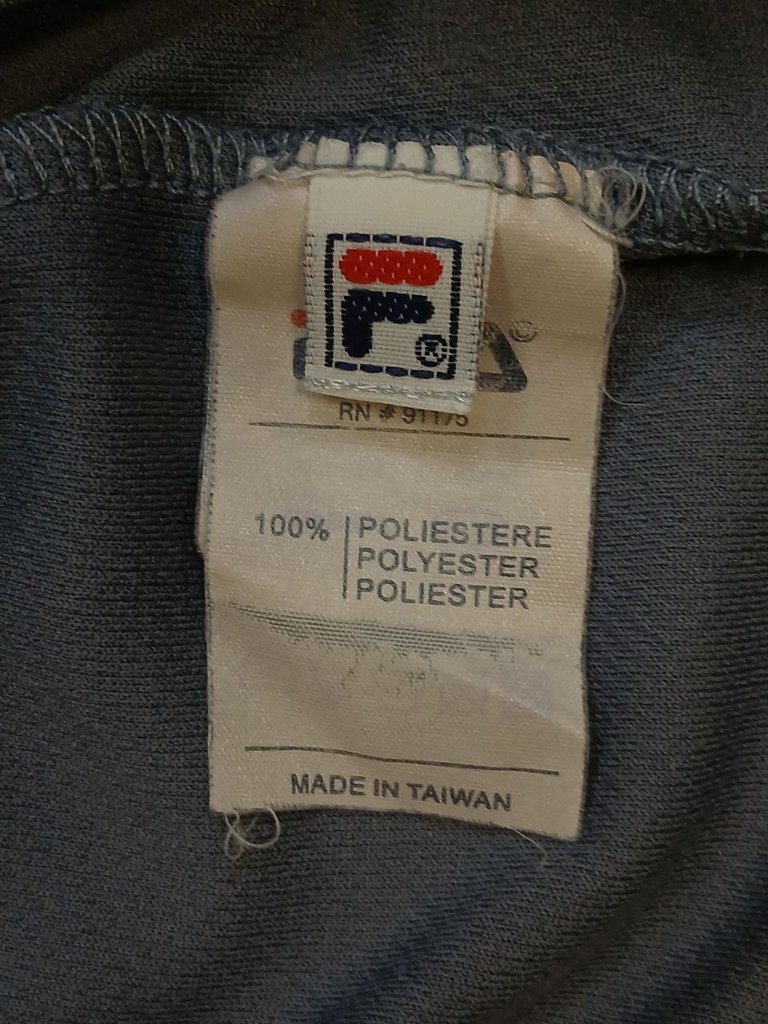 F®
RN # 91175
100% POLIESTERE
POLYESTER
POLIESTER
MADE IN TAIWAN